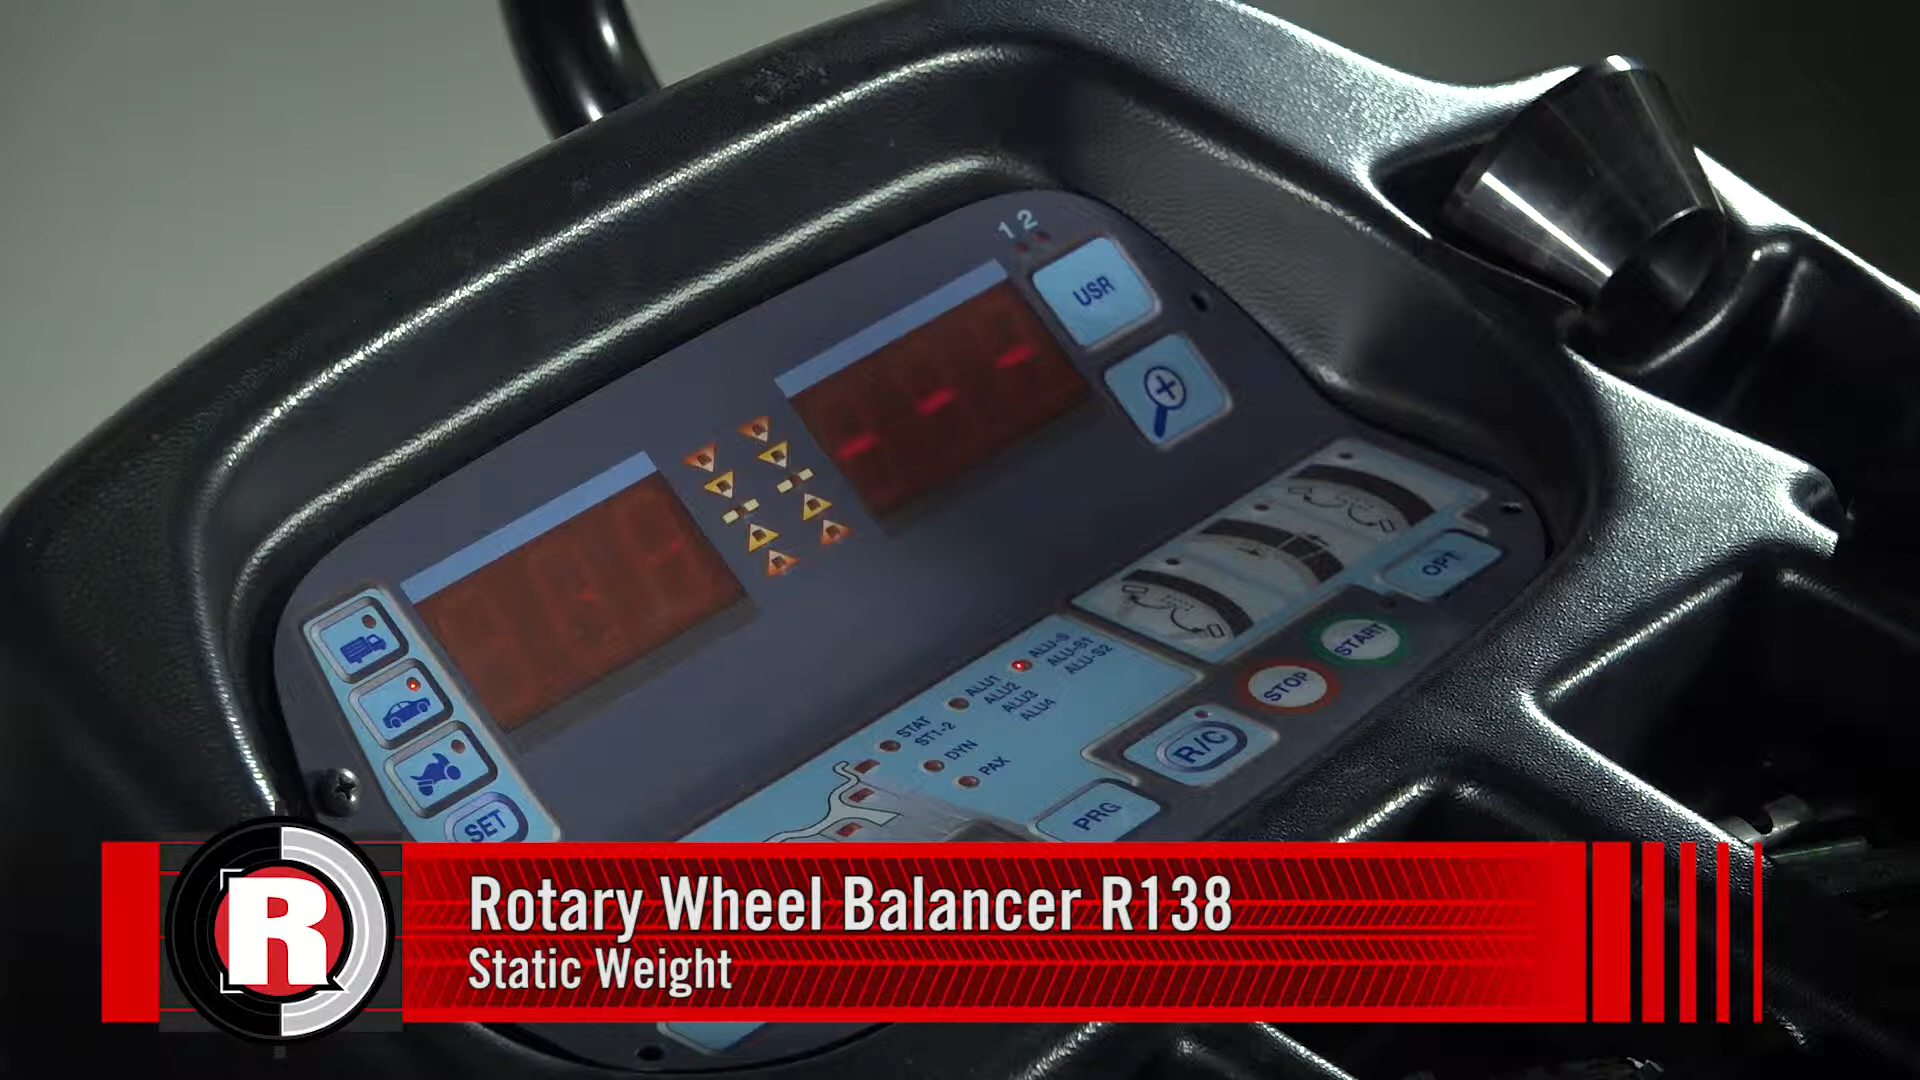 1 2
USR
OPT
START
STOP
ALU-S
ALU-S1
ALU-S2
ALU1
ALU2
ALU3
ALU4
STAT
ST1-2
DYN
PAX
R/C
PRG
SET
R
Rotary Wheel Balancer R138
Static Weight